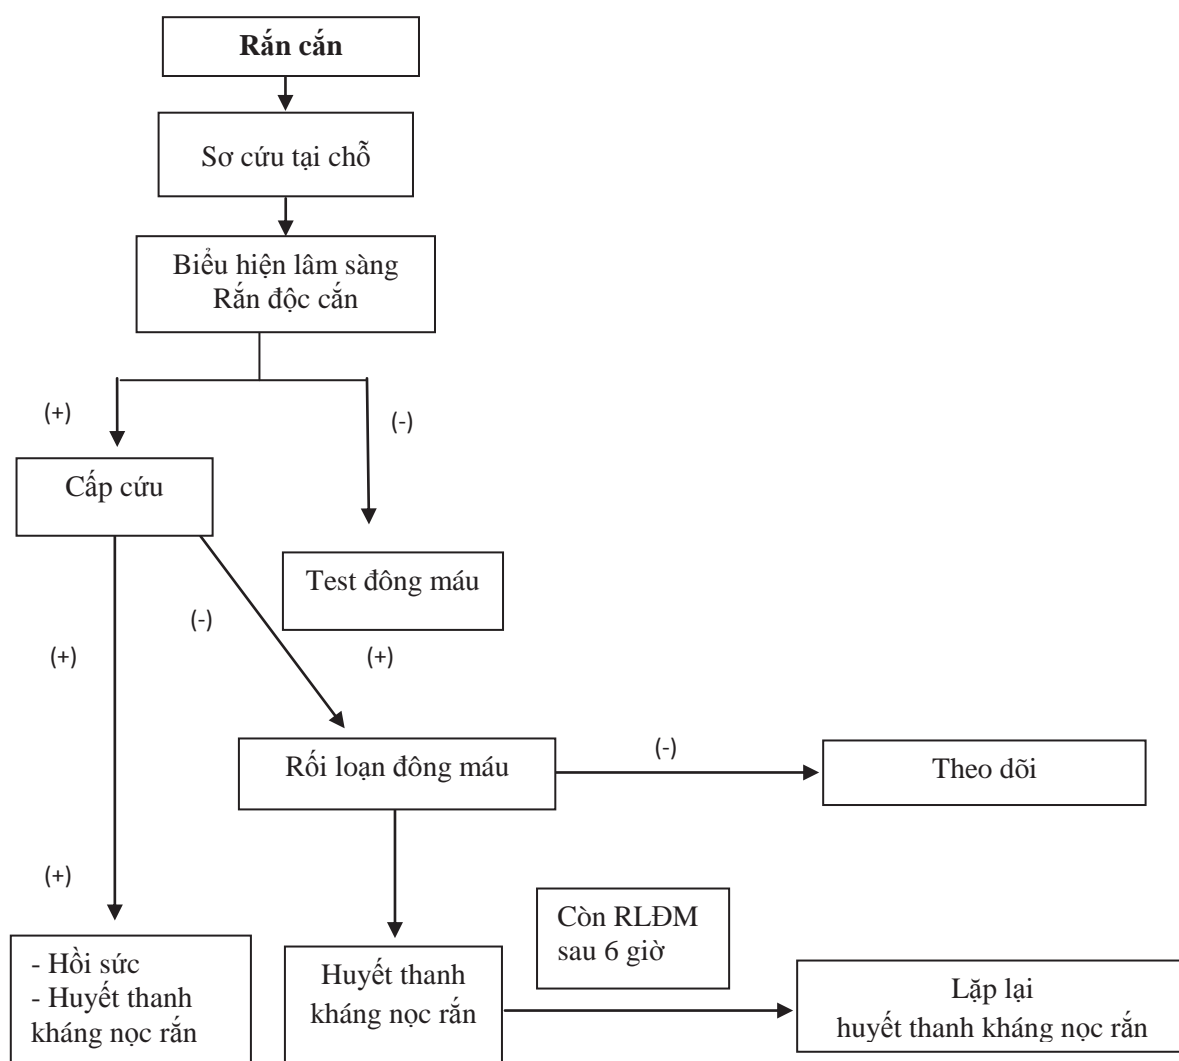 Rắn cắn
Sơ cứu tại chỗ
Biểu hiện lâm sàng
Rắn độc cắn
(+)
(-)
Cấp cứu
Test đông máu
(-)
(+)
(+)
Rối loạn đông máu
(-)
Theo dõi
(+)
Còn RLĐM
sau 6 giờ
- Hồi sức
- Huyết thanh
kháng nọc rắn
Huyết thanh
kháng nọc rắn
Lặp lại
huyết thanh kháng nọc rắn